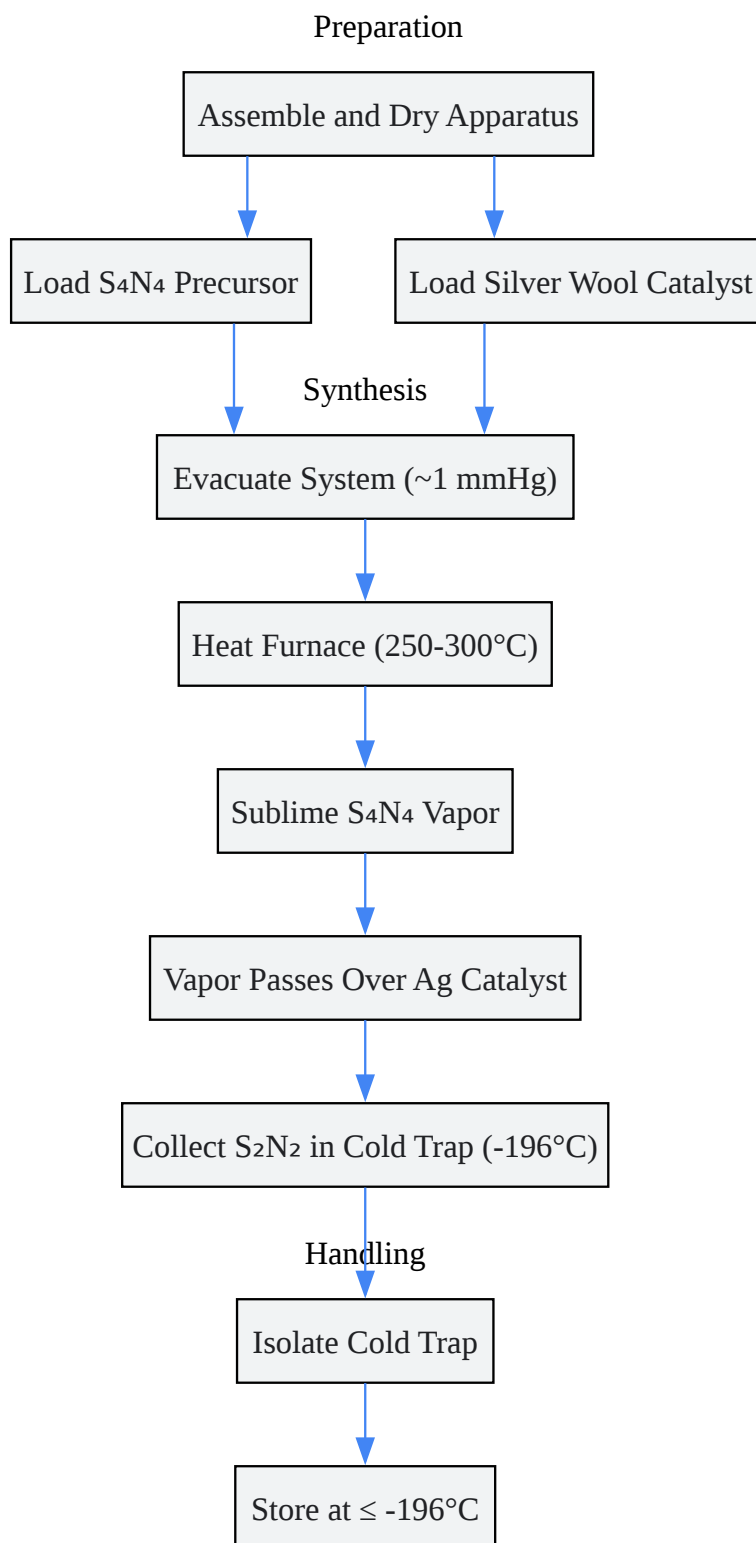 Preparation
Assemble and Dry Apparatus
Load S₄N₄ Precursor
Load Silver Wool Catalyst
Synthesis
Evacuate System (~1 mmHg)
Heat Furnace (250-300°C)
Sublime S₄N₄ Vapor
Vapor Passes Over Ag Catalyst
Collect S₂N₂ in Cold Trap (-196°C)
Handling
Isolate Cold Trap
Store at ≤ -196°C